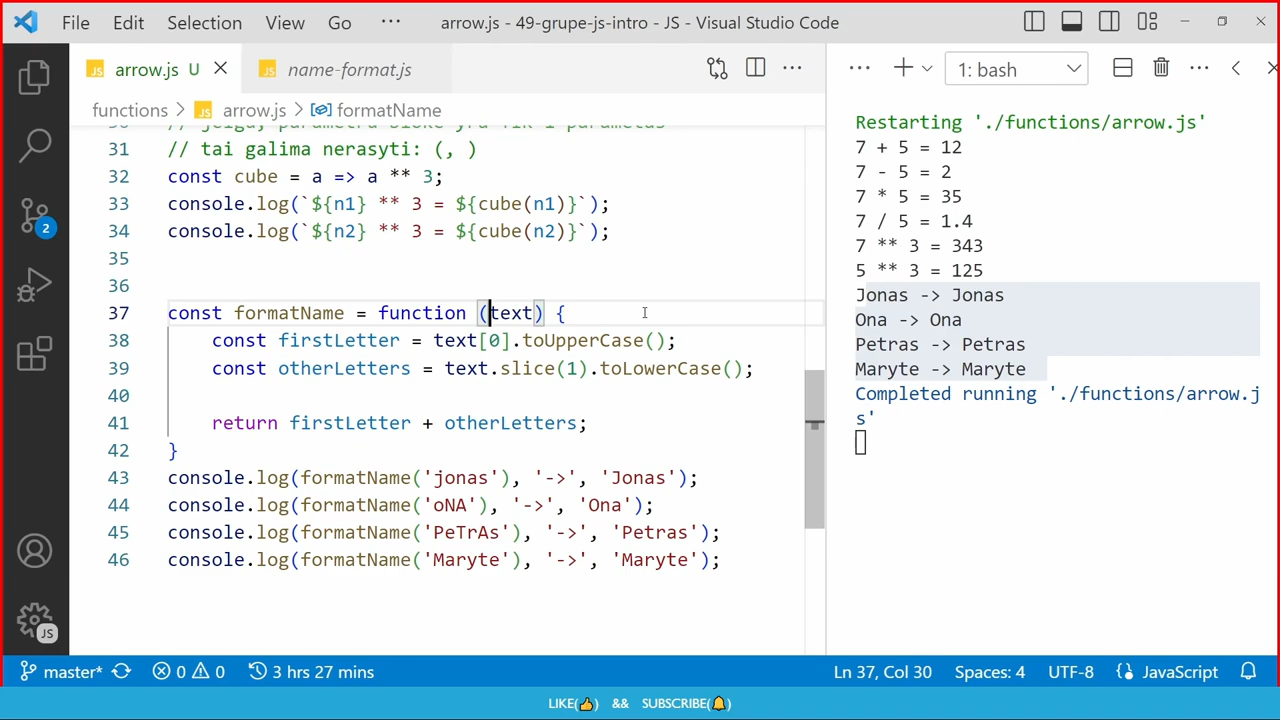 File Edit Selection View Go ··· arrow.js - 49-grupe-js-intro - JS - Visual Studio Code
JS arrow.js U JS name-format.js
1: bash
functions > JS arrow.js > formatName
31 // tai galima nerasyti: (, )
32 const cube = a => a ** 3;
33 console.log(`${n1} ** 3 = ${cube(n1)}`);
34 console.log(`${n2} ** 3 = ${cube(n2)}`);
35
36
37 const formatName = function (text) {
38 const firstLetter = text[0].toUpperCase();
39 const otherLetters = text.slice(1).toLowerCase();
40
41 return firstLetter + otherLetters;
42 }
43 console.log(formatName('jonas'), '->', 'Jonas');
44 console.log(formatName('oNA'), '->', 'Ona');
45 console.log(formatName('PeTrAs'), '->', 'Petras');
46 console.log(formatName('Maryte'), '->', 'Maryte');
Restarting './functions/arrow.js'
7 + 5 = 12
7 - 5 = 2
7 * 5 = 35
7 / 5 = 1.4
7 ** 3 = 343
5 ** 3 = 125
Jonas -> Jonas
Ona -> Ona
Petras -> Petras
Maryte -> Maryte
Completed running './functions/arrow.j
s'
2
JS
master* 0 0 3 hrs 27 mins Ln 37, Col 30 Spaces: 4 UTF-8 {} JavaScript
LIKE(👍) && SUBSCRIBE(🔔)